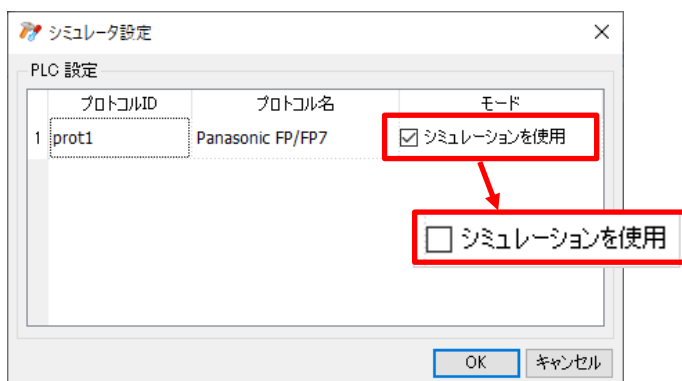 シミュレータ設定
PLC 設定
プロトコルID プロトコル名 モード
1 prot1 Panasonic FP/FP7 シミュレーションを使用
シミュレーションを使用
OK キャンセル